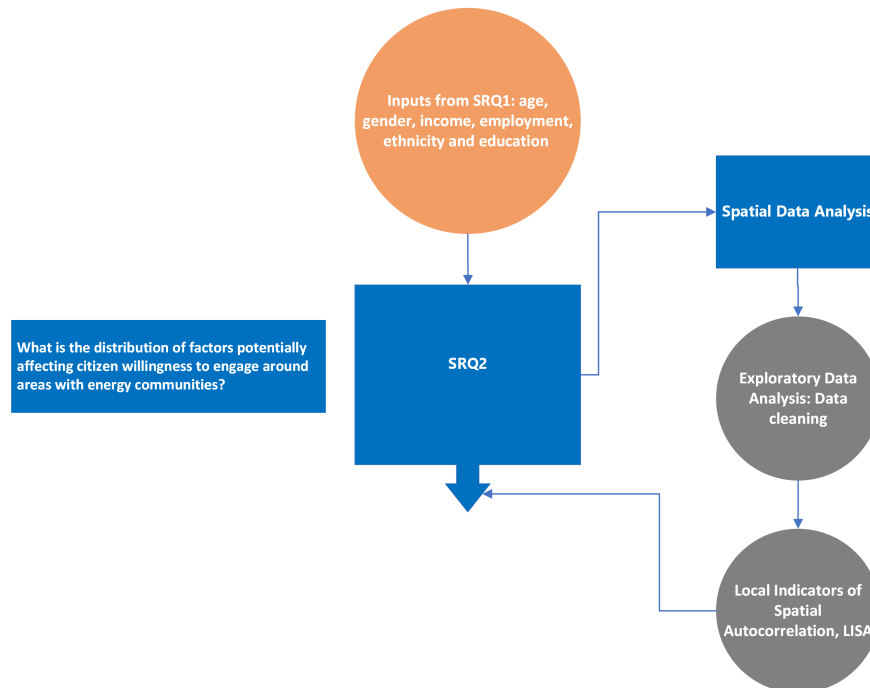 Inputs from SRQ1: age,
gender, income, employment,
ethnicity and education
Spatial Data Analysis
What is the distribution of factors potentially
affecting citizen willingness to engage around
areas with energy communities?
SRQ2
Exploratory Data
Analysis: Data
cleaning
Local Indicators of
Spatial
Autocorrelation, LISA